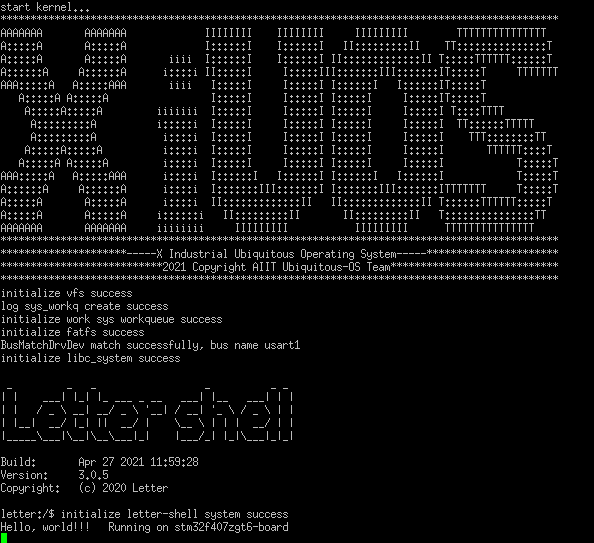 start kernel...
XiUOS
-----X Industrial Ubiquitous Operating System-----
2021 Copyright AIIT Ubiquitous-OS Team
initialize vfs success
log sys_workq create success
initialize work sys workqueue success
initialize fatfs success
BusMatchDrvDev match successfully, bus name usart1
initialize libc_system success
Letter shell
Build:       Apr 27 2021 11:59:28
Version:     3.0.5
Copyright:   (c) 2020 Letter
letter:/$ initialize letter-shell system success
Hello, world!!!   Running on stm32f407zgt6-board